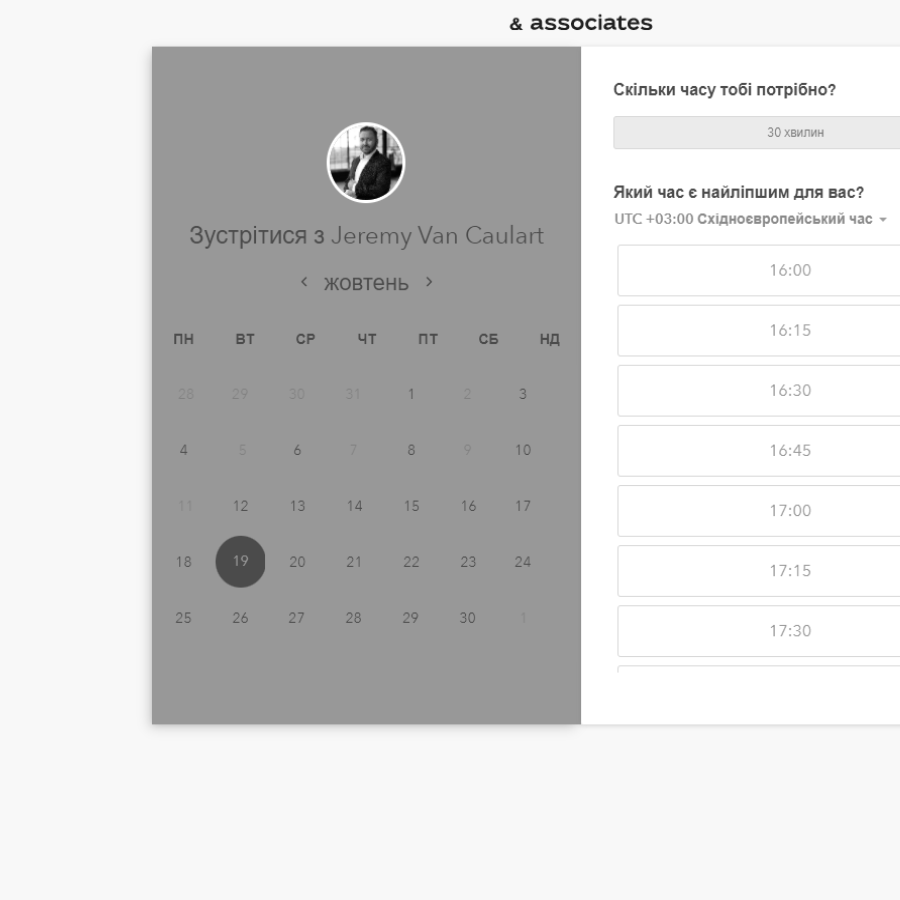 & associates
Зустрітися з Jeremy Van Caulart
жовтень
ПН ВТ СР ЧТ ПТ СБ НД
28 29 30 31 1 2 3
4 5 6 7 8 9 10
11 12 13 14 15 16 17
18 19 20 21 22 23 24
25 26 27 28 29 30 1
Скільки часу тобі потрібно?
30 хвилин
Який час є найліпшим для вас?
UTC +03:00 Східноєвропейський час
16:00
16:15
16:30
16:45
17:00
17:15
17:30